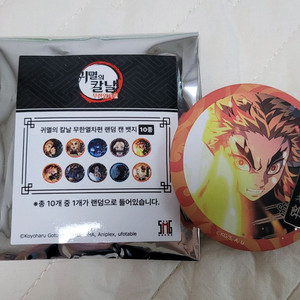 귀멸의
칼날
무한열차편
귀멸의 칼날 무한열차편 랜덤 캔 뱃지 10종
*총 10개 중 1개가 랜덤으로 들어있습니다.
SMG
©Koyoharu Aniplex, ufotable